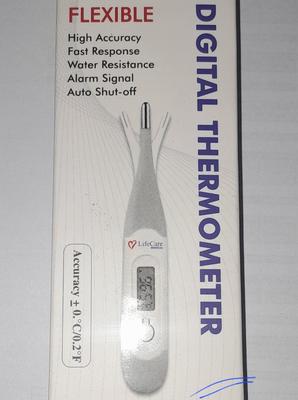 FLEXIBLE
High Accuracy
Fast Response
Water Resistance
Alarm Signal
Auto Shut-off
DIGITAL THERMOMETER
LifeCare
Accuracy ± 0.°C/0.2°F